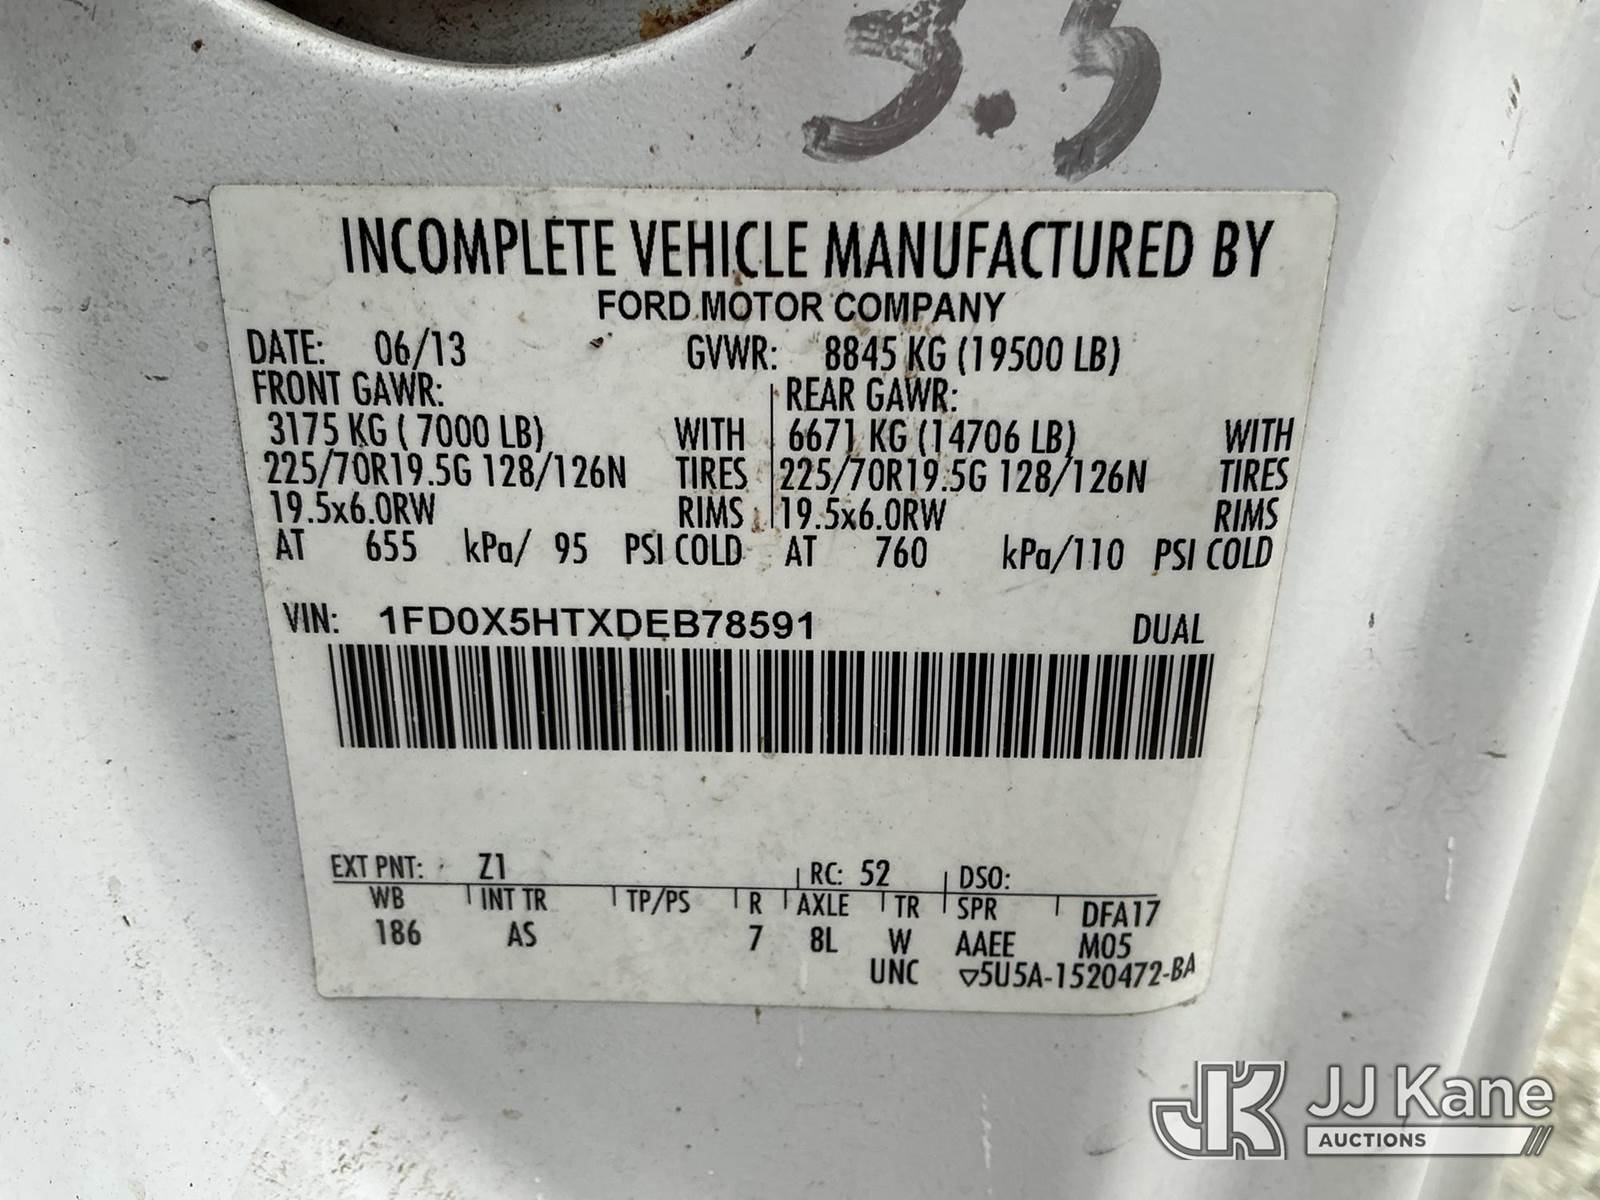 3.5
INCOMPLETE VEHICLE MANUFACTURED BY
FORD MOTOR COMPANY
DATE: 06/13 GVWR: 8845 KG (19500 LB)
FRONT GAWR: REAR GAWR:
3175 KG ( 7000 LB) WITH 6671 KG (14706 LB) WITH
225/70R19.5G 128/126N TIRES 225/70R19.5G 128/126N TIRES
19.5x6.0RW RIMS 19.5x6.0RW RIMS
AT 655 kPa/ 95 PSI COLD AT 760 kPa/110 PSI COLD
VIN: 1FD0X5HTXDEB78591 DUAL
EXT PNT: Z1 RC: 52 DSO:
WB INT TR TP/PS R AXLE TR SPR DFA17
186 AS 7 8L W AAEE M05
UNC ▽5U5A-1520472-BA
JK JJ Kane
AUCTIONS